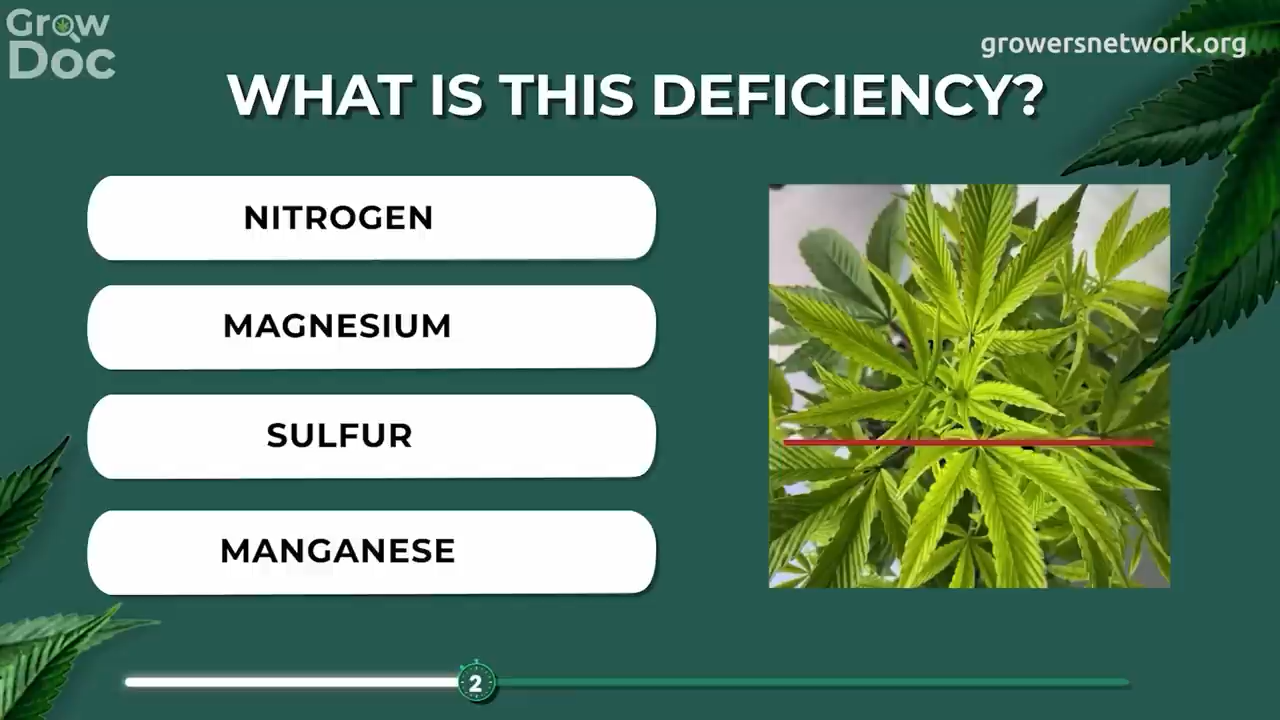 Grow
Doc
growersnetwork.org
WHAT IS THIS DEFICIENCY?
NITROGEN
MAGNESIUM
SULFUR
MANGANESE
2